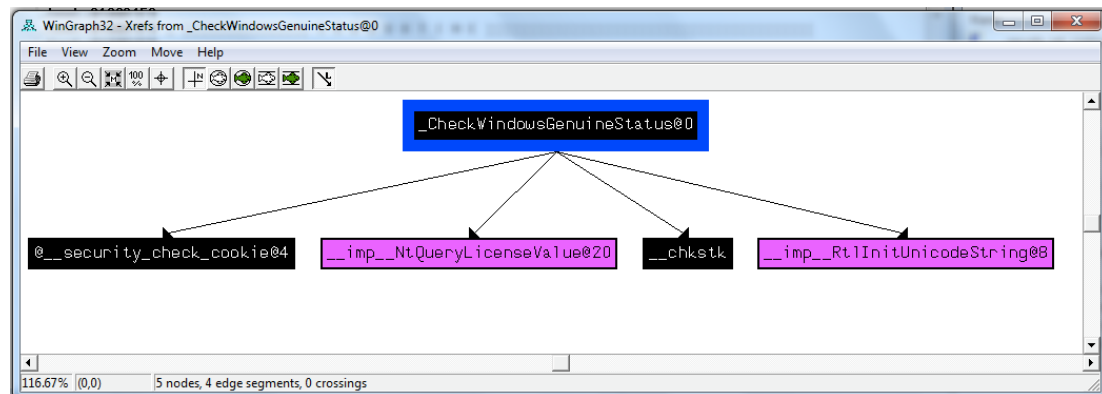 WinGraph32 - Xrefs from _CheckWindowsGenuineStatus@0
File View Zoom Move Help
100 %
N
_CheckWindowsGenuineStatus@0
@__security_check_cookie@4 __imp__NtQueryLicenseValue@20 __chkstk __imp__RtlInitUnicodeString@8
116.67% (0,0) 5 nodes, 4 edge segments, 0 crossings